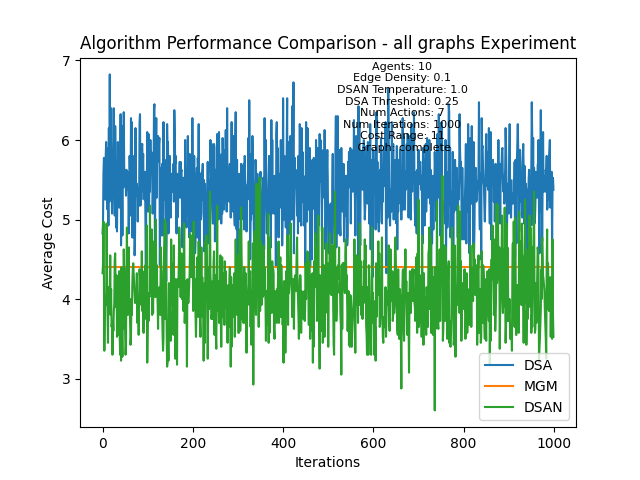 Algorithm Performance Comparison - all graphs Experiment
Agents: 10
Edge Density: 0.1
DSAN Temperature: 1.0
DSA Threshold: 0.25
Num Actions: 7
Num Iterations: 1000
Cost Range: 11
Graph: complete
7
6
5
4
3
Average Cost
0 200 400 600 800 1000
Iterations
DSA
MGM
DSAN